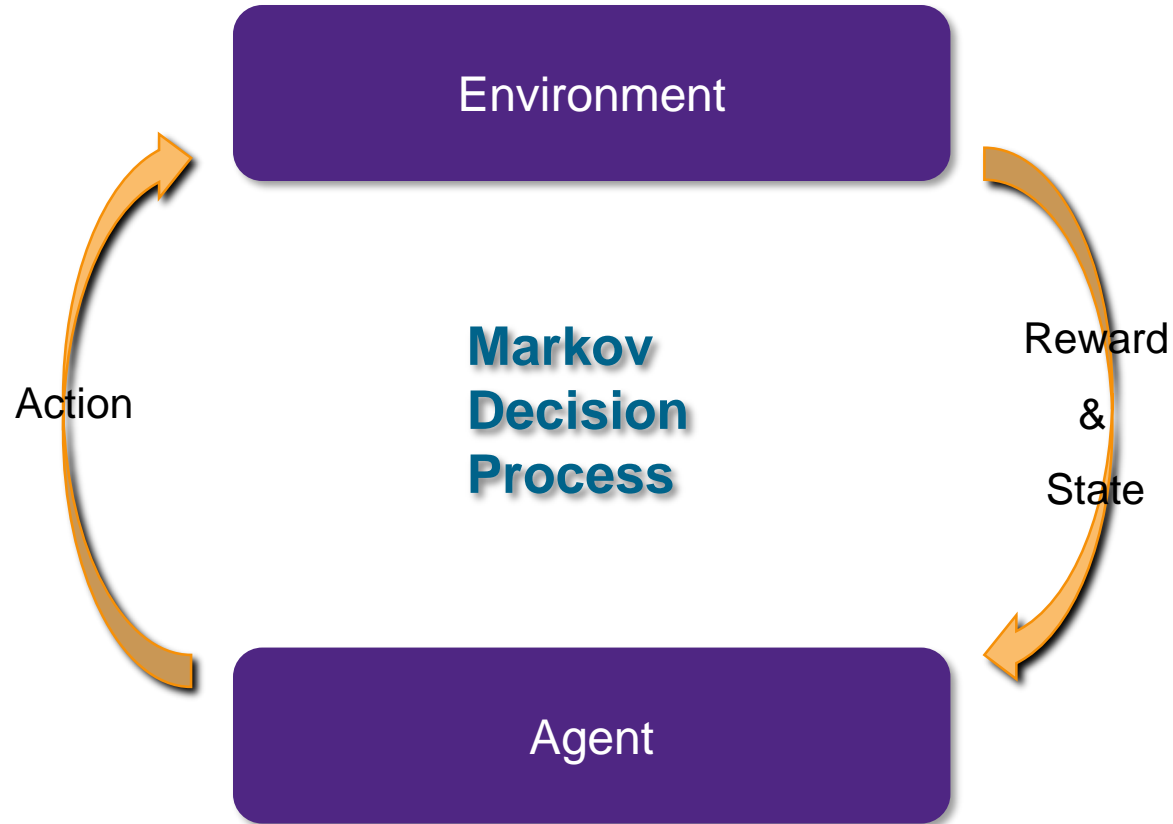 Environment
Action
Markov
Decision
Process
Reward
&
State
Agent